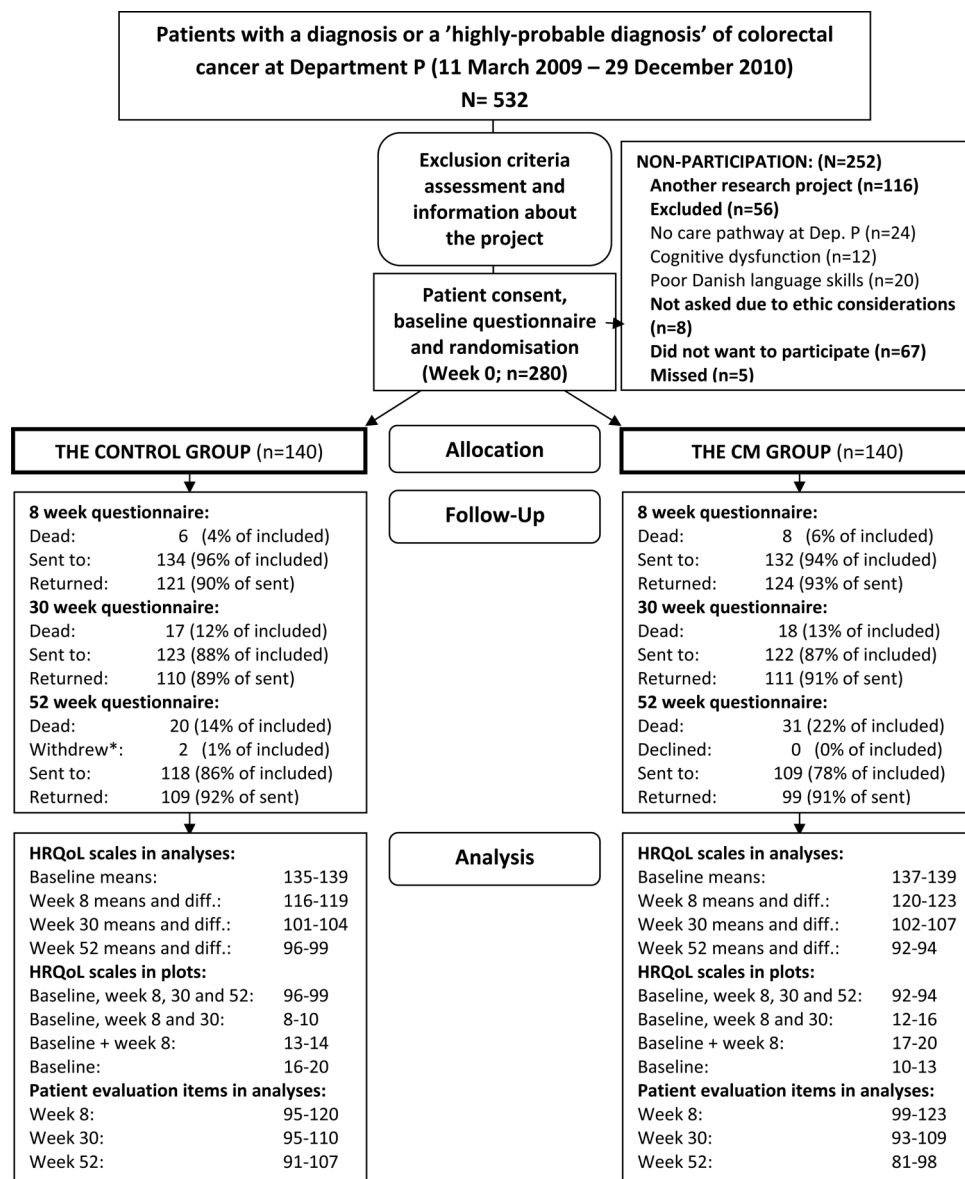 Patients with a diagnosis or a ’highly-probable diagnosis’ of colorectal
cancer at Department P (11 March 2009 – 29 December 2010)
N= 532
Exclusion criteria
assessment and
information about
the project
NON-PARTICIPATION: (N=252)
Another research project (n=116)
Excluded (n=56)
No care pathway at Dep. P (n=24)
Cognitive dysfunction (n=12)
Poor Danish language skills (n=20)
Not asked due to ethic considerations
(n=8)
Did not want to participate (n=67)
Missed (n=5)
Patient consent,
baseline questionnaire
and randomisation
(Week 0; n=280)
THE CONTROL GROUP (n=140)
Allocation
THE CM GROUP (n=140)
Follow-Up
8 week questionnaire:
Dead: 6 (4% of included)
Sent to: 134 (96% of included)
Returned: 121 (90% of sent)
30 week questionnaire:
Dead: 17 (12% of included)
Sent to: 123 (88% of included)
Returned: 110 (89% of sent)
52 week questionnaire:
Dead: 20 (14% of included)
Withdrew*: 2 (1% of included)
Sent to: 118 (86% of included)
Returned: 109 (92% of sent)
8 week questionnaire:
Dead: 8 (6% of included)
Sent to: 132 (94% of included)
Returned: 124 (93% of sent)
30 week questionnaire:
Dead: 18 (13% of included)
Sent to: 122 (87% of included)
Returned: 111 (91% of sent)
52 week questionnaire:
Dead: 31 (22% of included)
Declined: 0 (0% of included)
Sent to: 109 (78% of included)
Returned: 99 (91% of sent)
Analysis
HRQoL scales in analyses:
Baseline means: 135-139
Week 8 means and diff.: 116-119
Week 30 means and diff.: 101-104
Week 52 means and diff.: 96-99
HRQoL scales in plots:
Baseline, week 8, 30 and 52: 96-99
Baseline, week 8 and 30: 8-10
Baseline + week 8: 13-14
Baseline: 16-20
Patient evaluation items in analyses:
Week 8: 95-120
Week 30: 95-110
Week 52: 91-107
HRQoL scales in analyses:
Baseline means: 137-139
Week 8 means and diff.: 120-123
Week 30 means and diff.: 102-107
Week 52 means and diff.: 92-94
HRQoL scales in plots:
Baseline, week 8, 30 and 52: 92-94
Baseline, week 8 and 30: 12-16
Baseline + week 8: 17-20
Baseline: 10-13
Patient evaluation items in analyses:
Week 8: 99-123
Week 30: 93-109
Week 52: 81-98